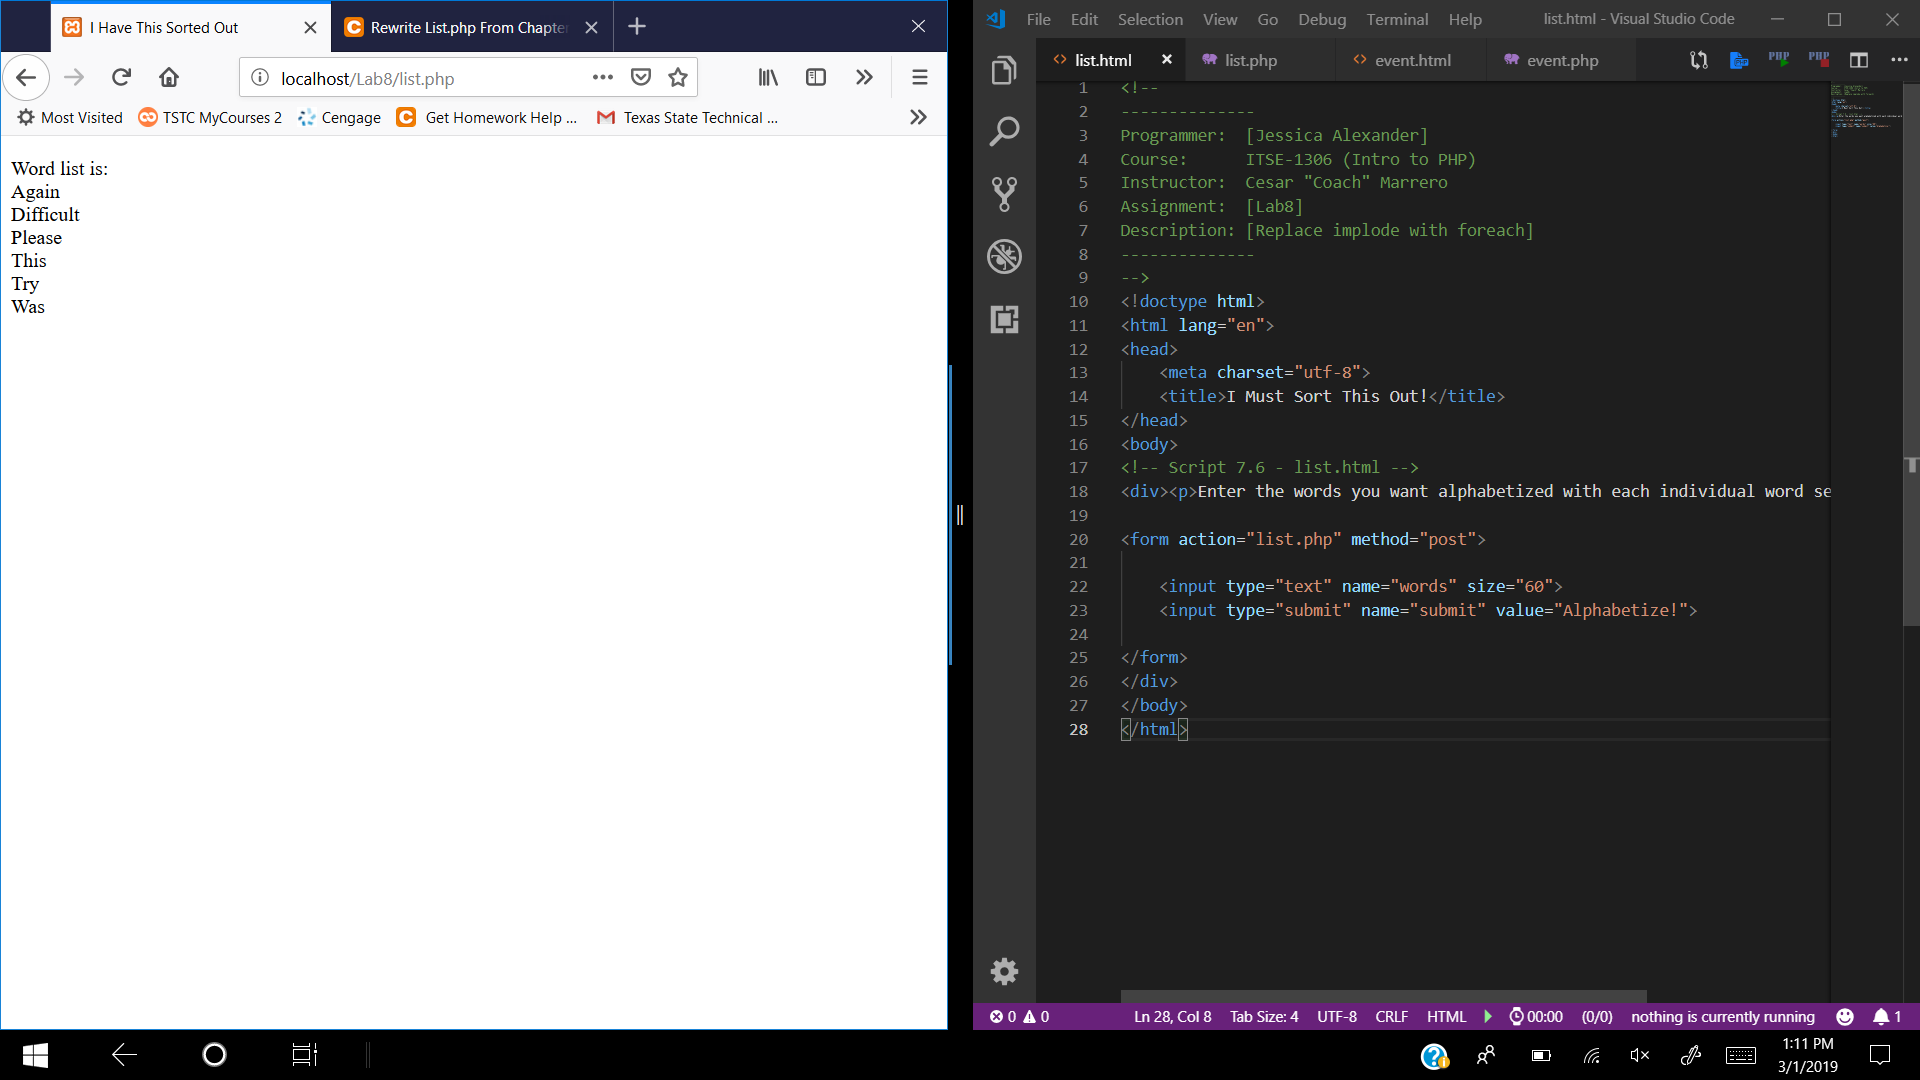 I Have This Sorted Out
Rewrite List.php From Chapte
localhost/Lab8/list.php
Most Visited
TSTC MyCourses 2
Cengage
Get Homework Help ...
Texas State Technical ...
Word list is:
Again
Difficult
Please
This
Try
Was
File Edit Selection View Go Debug Terminal Help
list.html - Visual Studio Code
list.html
list.php
event.html
event.php
1 <!--
2 --------------
3 Programmer: [Jessica Alexander]
4 Course: ITSE-1306 (Intro to PHP)
5 Instructor: Cesar "Coach" Marrero
6 Assignment: [Lab8]
7 Description: [Replace implode with foreach]
8 --------------
9 -->
10 <!doctype html>
11 <html lang="en">
12 <head>
13 <meta charset="utf-8">
14 <title>I Must Sort This Out!</title>
15 </head>
16 <body>
17 <!-- Script 7.6 - list.html -->
18 <div><p>Enter the words you want alphabetized with each individual word se
19
20 <form action="list.php" method="post">
21
22 <input type="text" name="words" size="60">
23 <input type="submit" name="submit" value="Alphabetize!">
24
25 </form>
26 </div>
27 </body>
28 </html>
0 0
Ln 28, Col 8 Tab Size: 4 UTF-8 CRLF HTML 00:00 (0/0) nothing is currently running 1
1:11 PM
3/1/2019